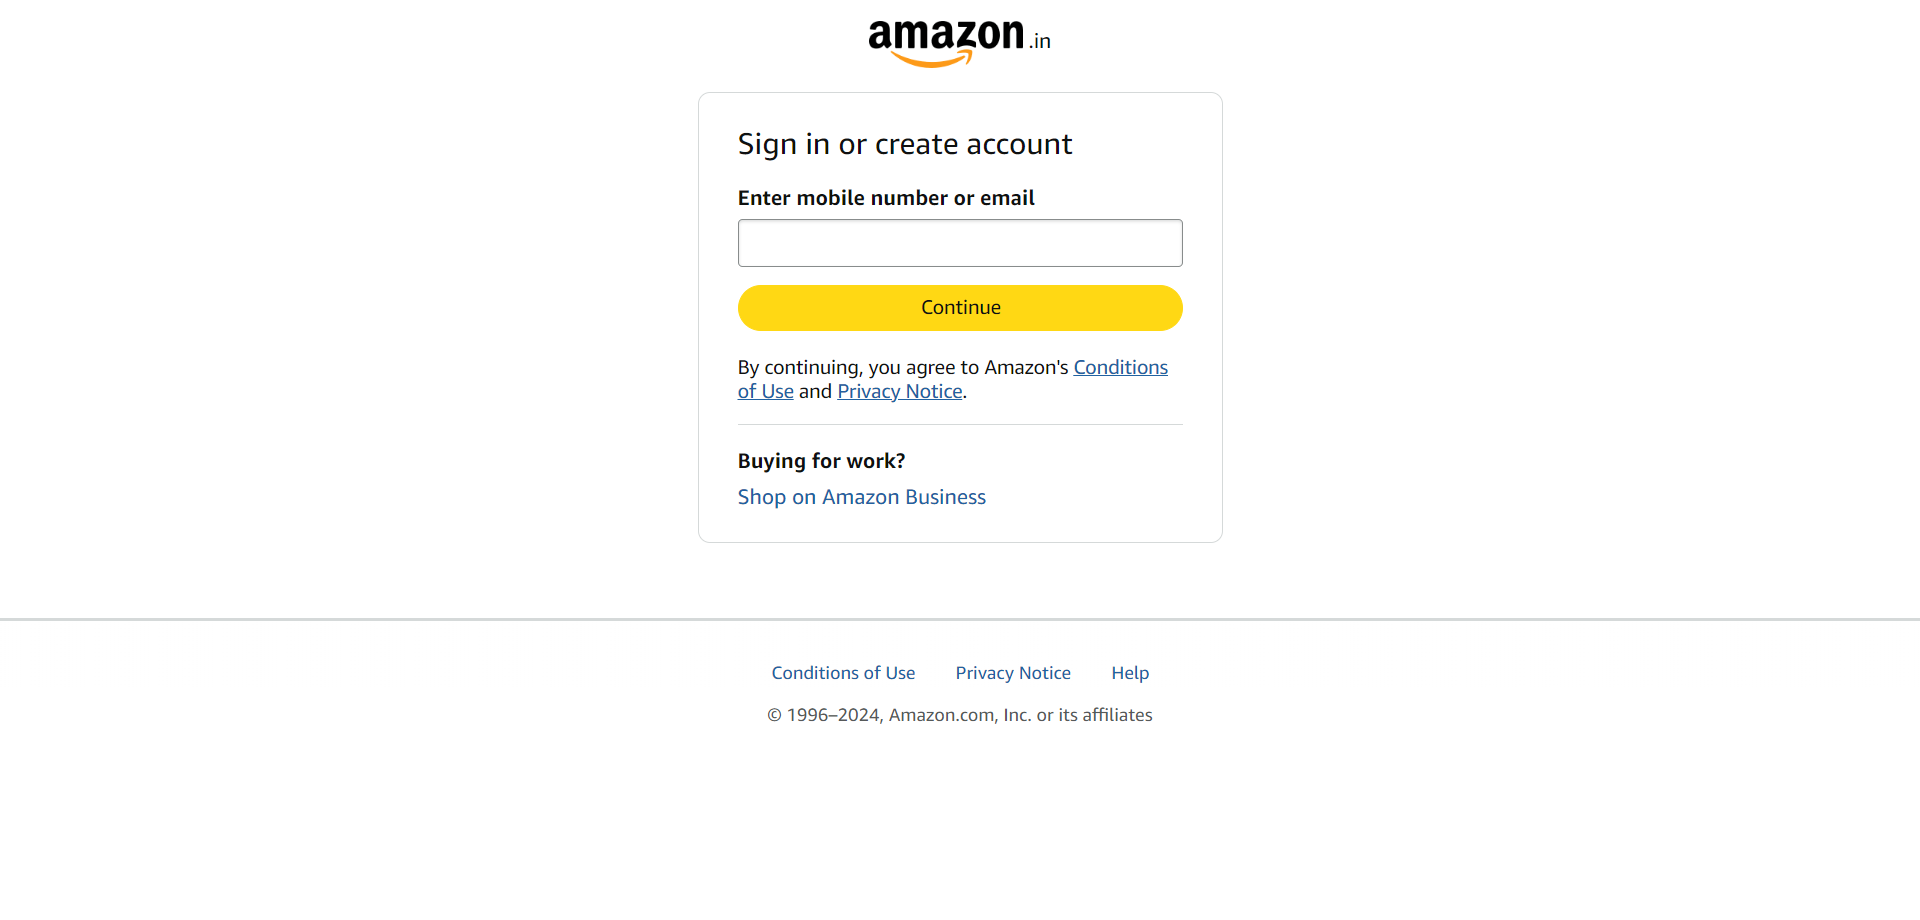 amazon.in
Sign in or create account
Enter mobile number or email
Continue
By continuing, you agree to Amazon's Conditions
of Use and Privacy Notice.
Buying for work?
Shop on Amazon Business
Conditions of Use Privacy Notice Help
© 1996–2024, Amazon.com, Inc. or its affiliates